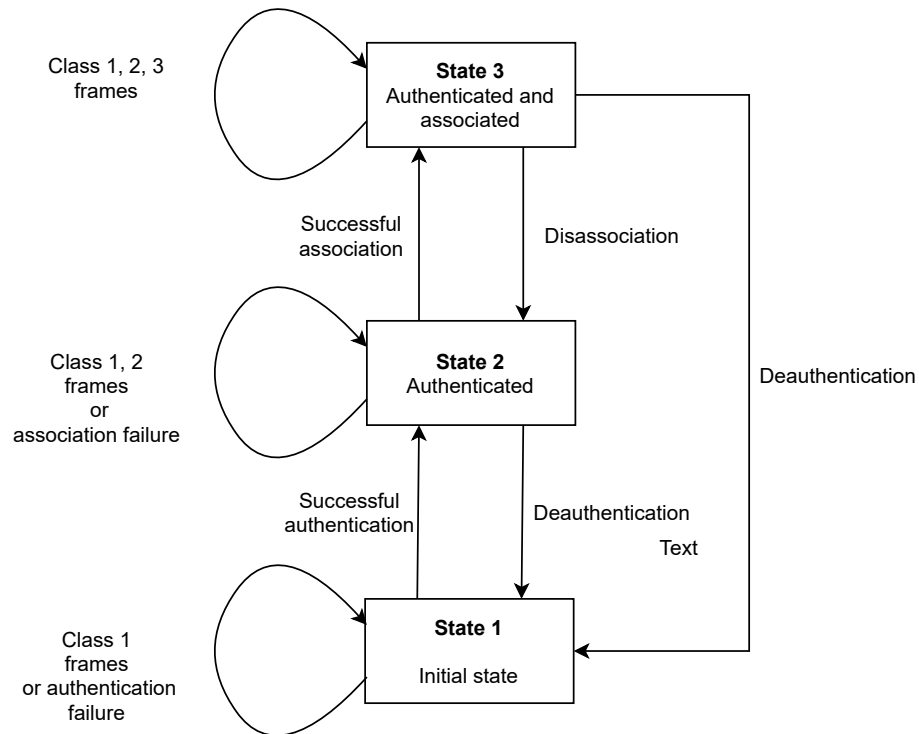 Class 1, 2, 3
frames
State 3
Authenticated and
associated
Successful
association
Disassociation
Class 1, 2
frames
or
association failure
State 2
Authenticated
Deauthentication
Successful
authentication
Deauthentication
Text
Class 1
frames
or authentication
failure
State 1
Initial state